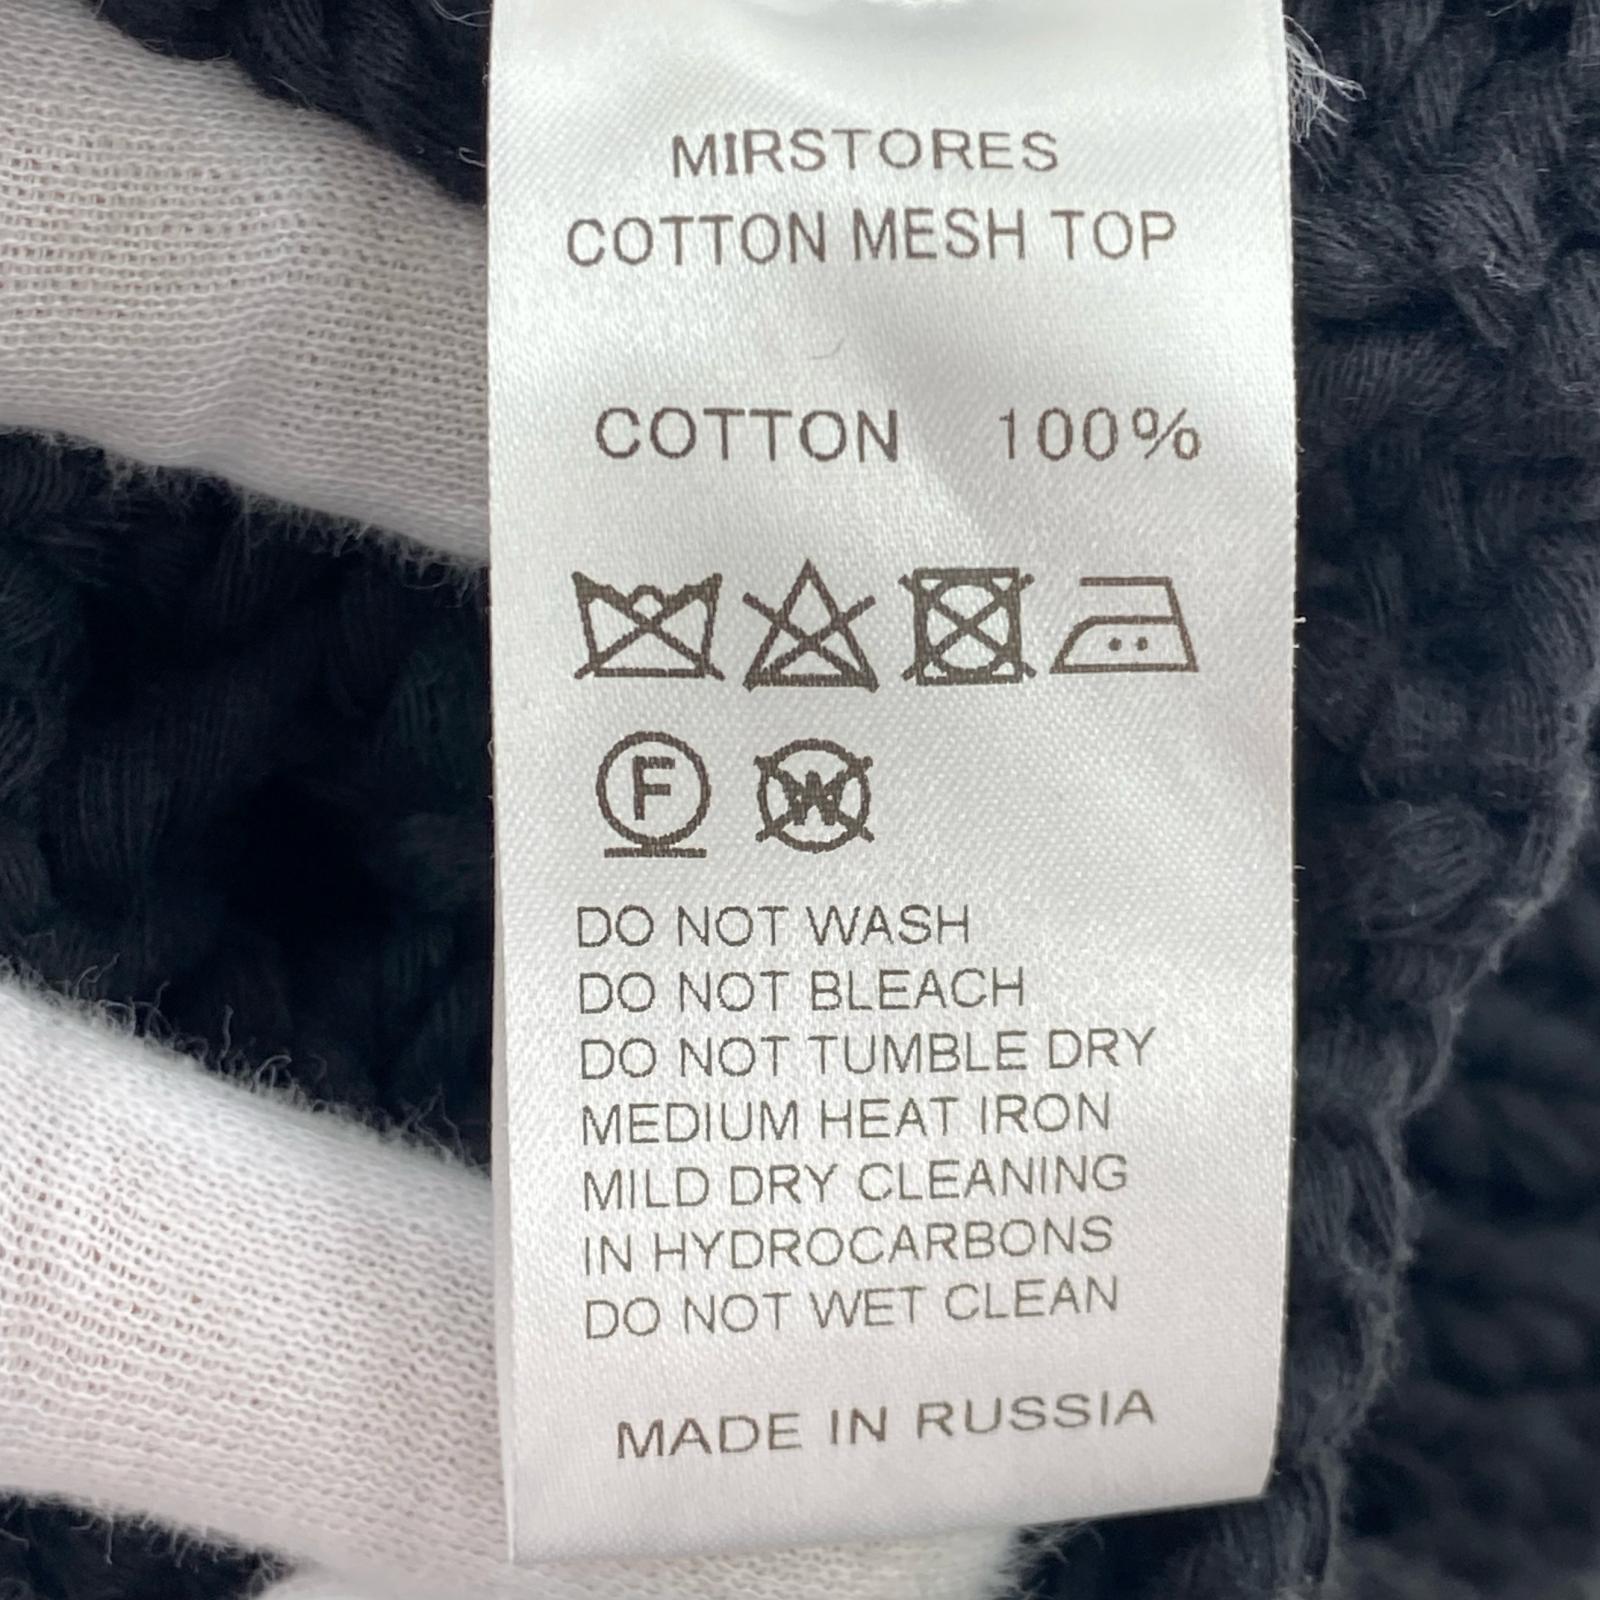 MIRSTORES
COTTON MESH TOP
COTTON 100%
F W
DO NOT WASH
DO NOT BLEACH
DO NOT TUMBLE DRY
MEDIUM HEAT IRON
MILD DRY CLEANING
IN HYDROCARBONS
DO NOT WET CLEAN
MADE IN RUSSIA